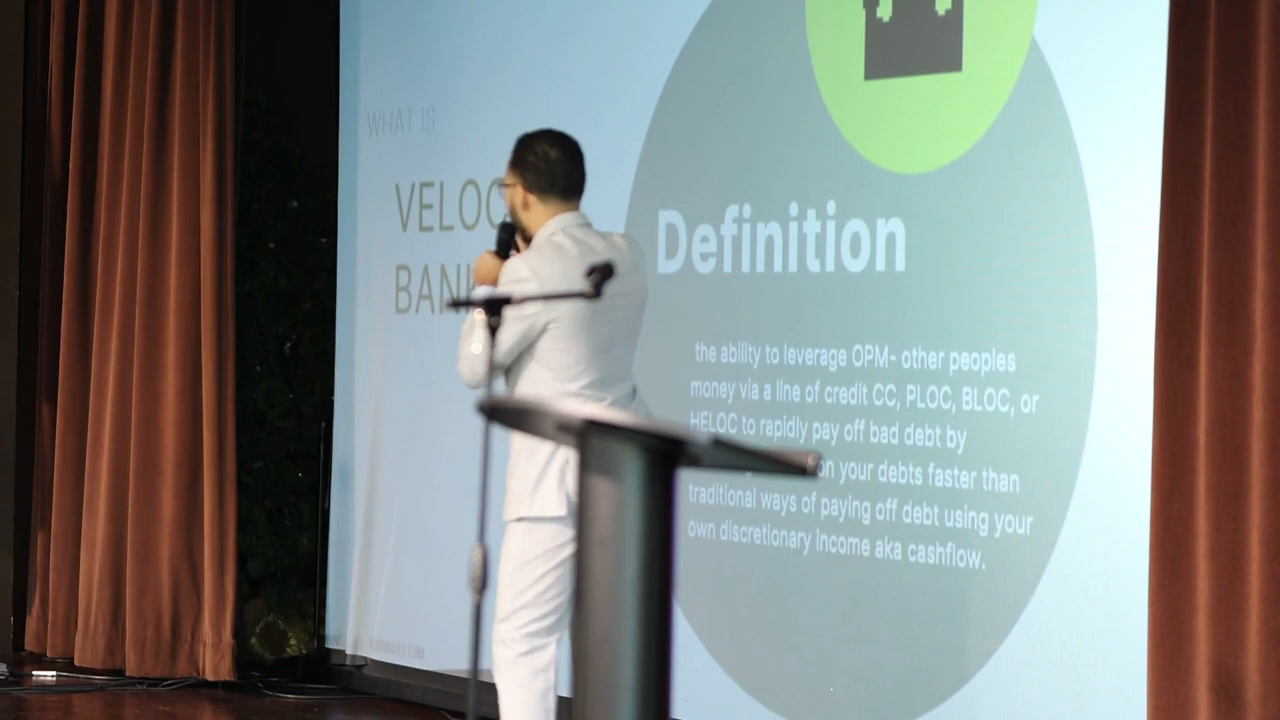 WHAT IS
VELOC
BANK
Definition
the ability to leverage OPM- other peoples
money via a line of credit CC, PLOC, BLOC, or
HELOC to rapidly pay off bad debt by
on your debts faster than
traditional ways of paying off debt using your
own discretionary income aka cashflow.